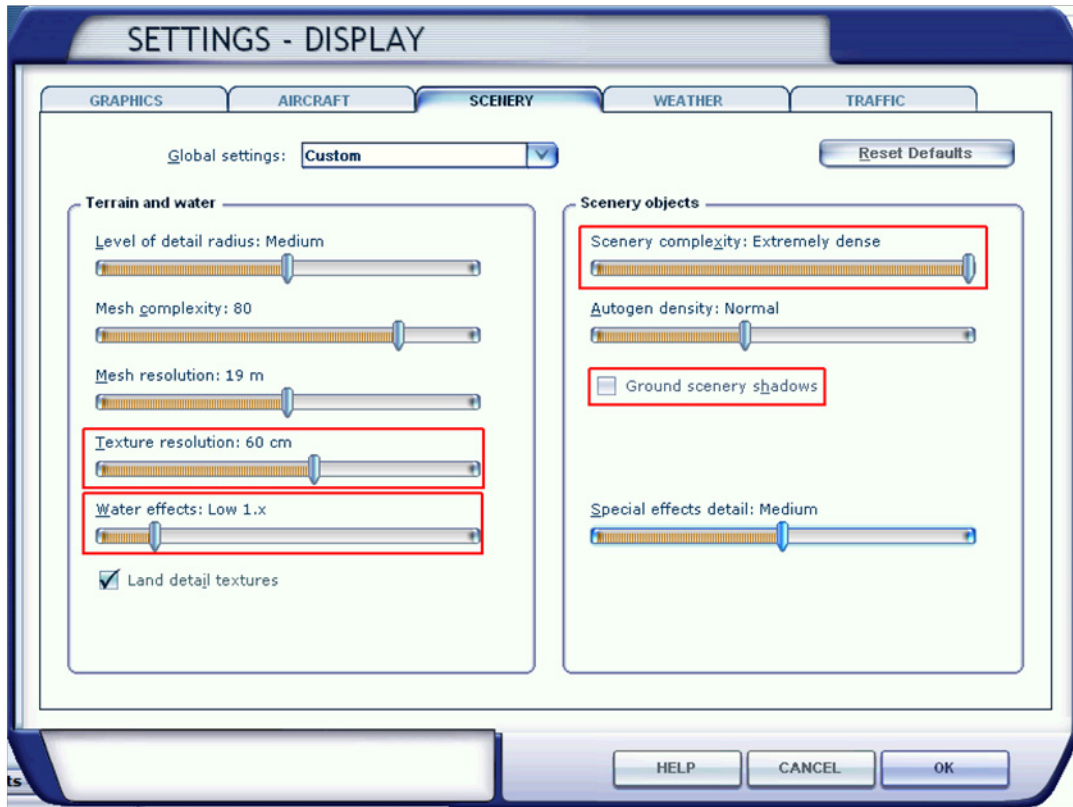 SETTINGS - DISPLAY
GRAPHICS AIRCRAFT SCENERY WEATHER TRAFFIC
Global settings: Custom Reset Defaults
Terrain and water
Level of detail radius: Medium
Mesh complexity: 80
Mesh resolution: 19 m
Texture resolution: 60 cm
Water effects: Low 1.x
Land detail textures
Scenery objects
Scenery complexity: Extremely dense
Autogen density: Normal
Ground scenery shadows
Special effects detail: Medium
ts
HELP CANCEL OK